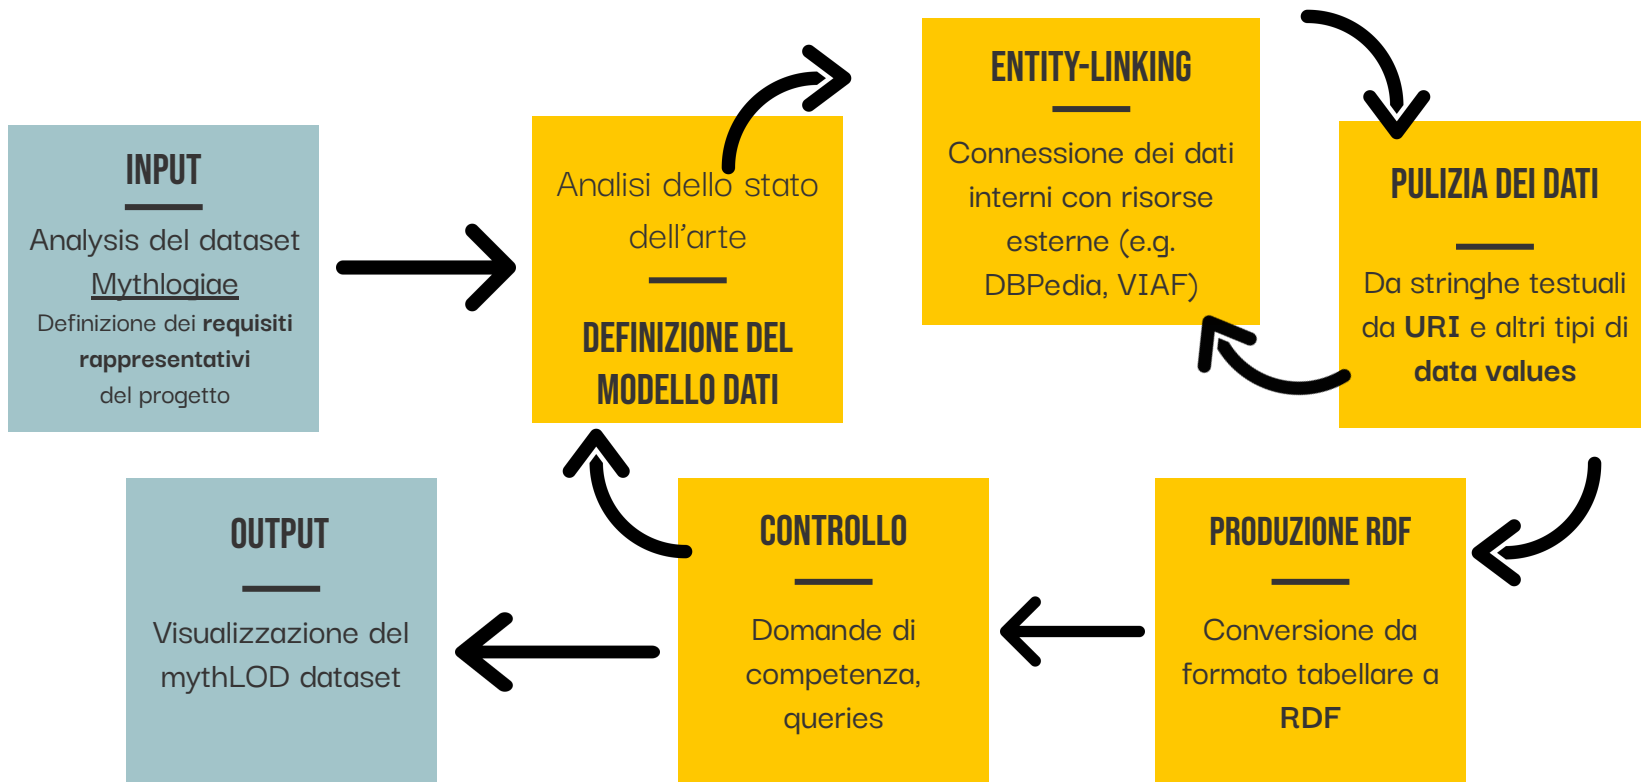 INPUT
Analysis del dataset
Mythlogiae
Definizione dei requisiti
rappresentativi
del progetto
Analisi dello stato
dell'arte
DEFINIZIONE DEL
MODELLO DATI
ENTITY-LINKING
Connessione dei dati
interni con risorse
esterne (e.g.
DBPedia, VIAF)
PULIZIA DEI DATI
Da stringhe testuali
da URI e altri tipi di
data values
OUTPUT
Visualizzazione del
mythLOD dataset
CONTROLLO
Domande di
competenza,
queries
PRODUZIONE RDF
Conversione da
formato tabellare a
RDF